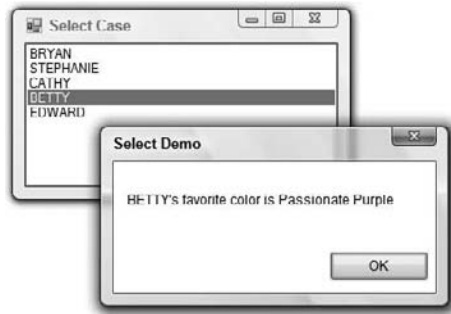 Select Case
BRYAN
STEPHANIE
CATHY
BETTY
EDWARD
Select Demo
BETTY's favorite color is Passionate Purple
OK